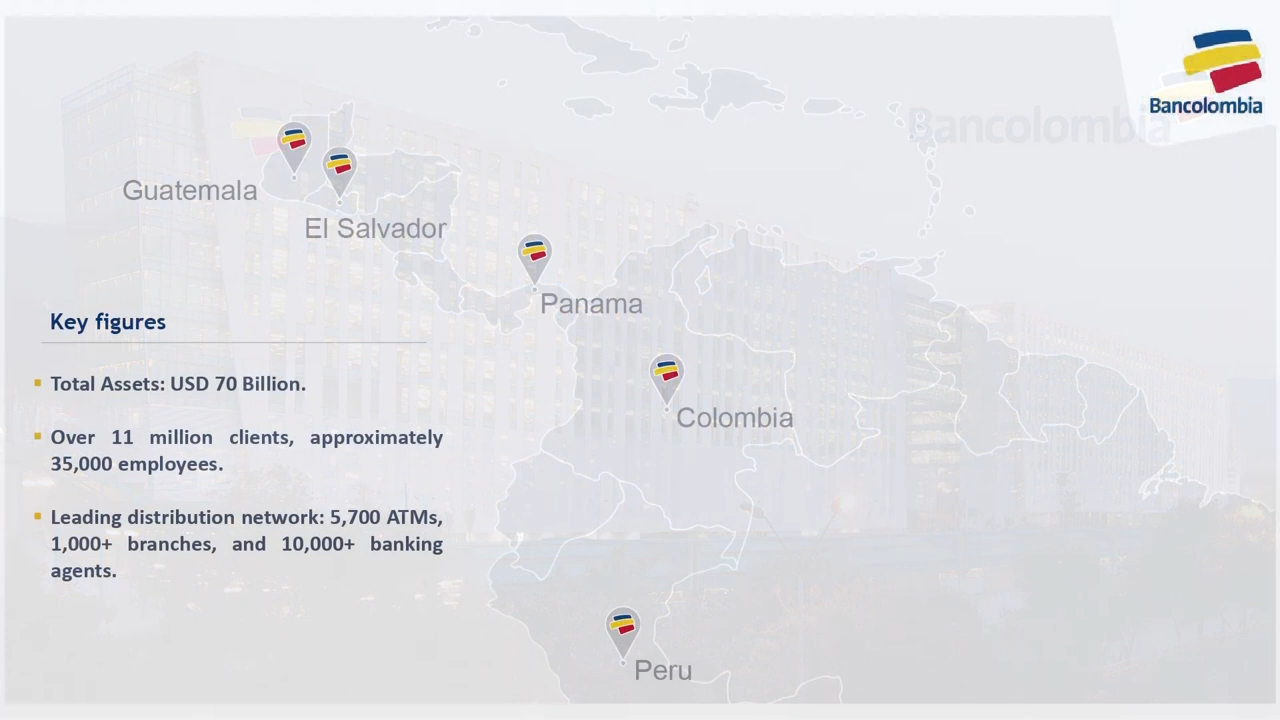 Bancolombia
Bancolombia
Guatemala
El Salvador
Panama
Key figures
Total Assets: USD 70 Billion.
Colombia
Over 11 million clients, approximately
35,000 employees.
Leading distribution network: 5,700 ATMs,
1,000+ branches, and 10,000+ banking
agents.
Peru